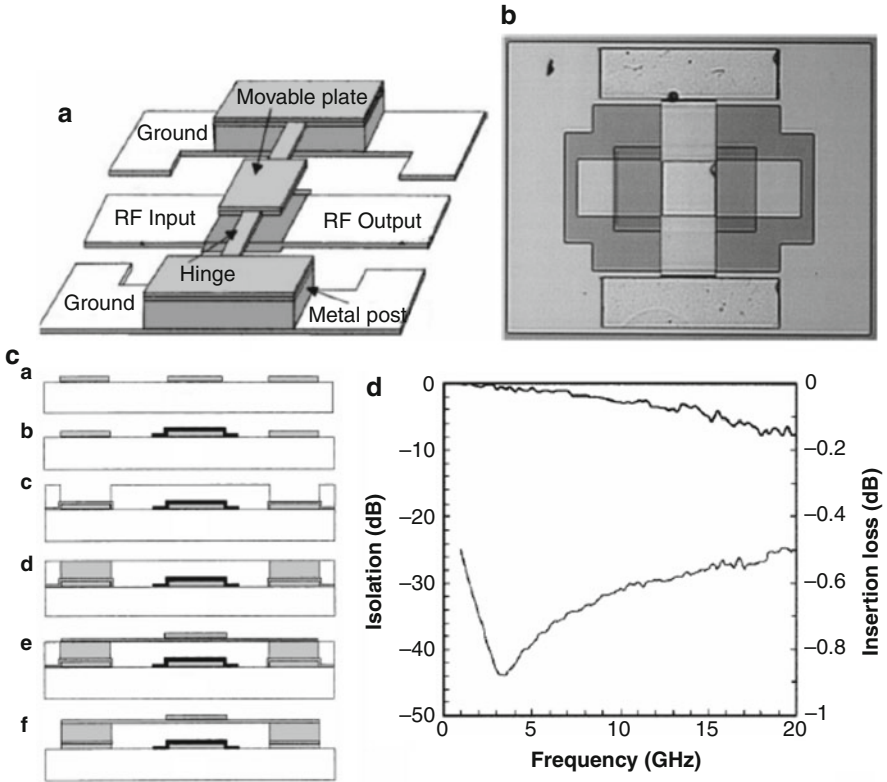 a
Movable plate
Ground
RF Input
RF Output
Hinge
Ground
Metal post
b
c
a
b
c
d
e
f
d
0
−10
−20
−30
−40
−50
Isolation (dB)
0
−0.2
−0.4
−0.6
−0.8
−1
Insertion loss (dB)
0
5
10
15
20
Frequency (GHz)